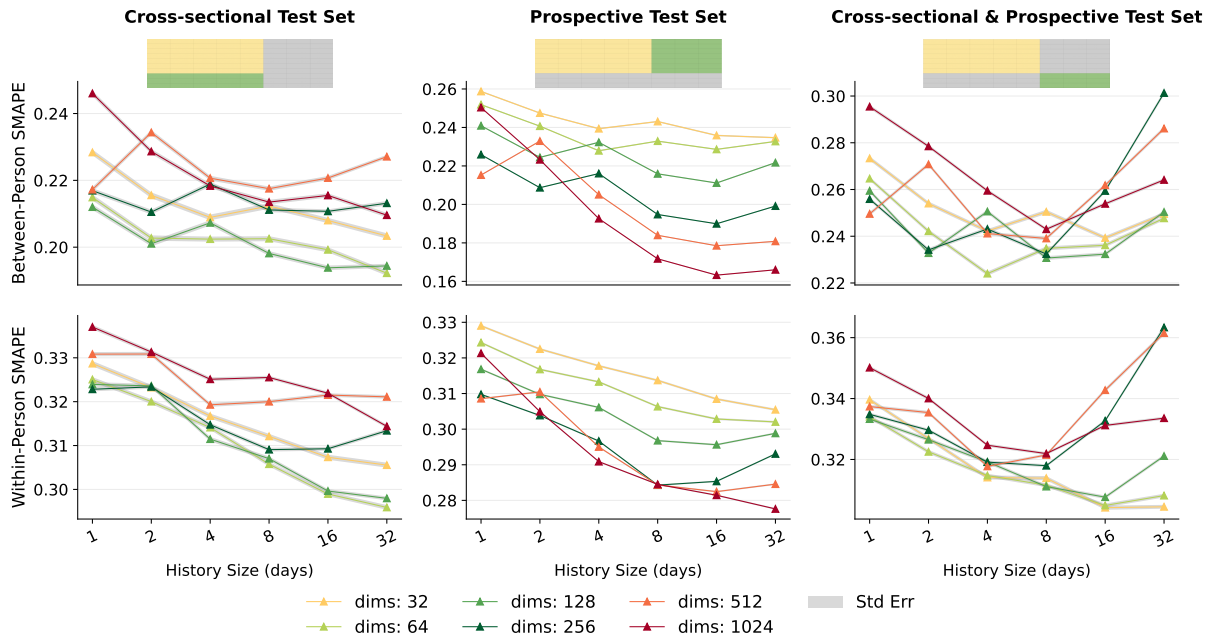 Cross-sectional Test Set
Prospective Test Set
Cross-sectional & Prospective Test Set
Between-Person SMAPE
0.24
0.22
0.20
0.26
0.24
0.22
0.20
0.18
0.16
0.30
0.28
0.26
0.24
0.22
Within-Person SMAPE
0.33
0.32
0.31
0.30
0.33
0.32
0.31
0.30
0.29
0.28
0.36
0.34
0.32
1 2 4 8 16 32
1 2 4 8 16 32
1 2 4 8 16 32
History Size (days)
History Size (days)
History Size (days)
dims: 32 dims: 128 dims: 512 Std Err
dims: 64 dims: 256 dims: 1024